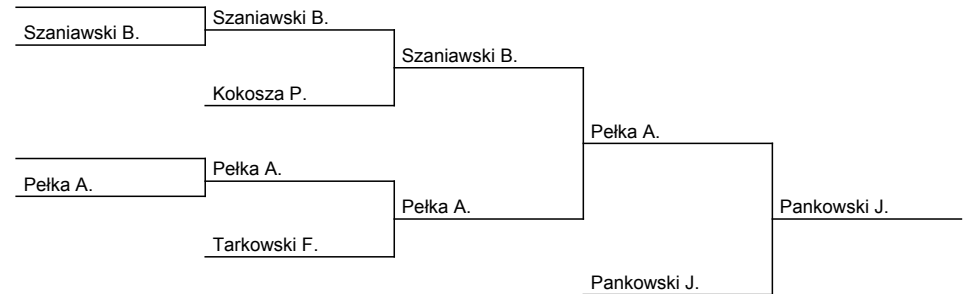 Szaniawski B.
Szaniawski B.
Szaniawski B.
Kokosza P.
Pełka A.
Pełka A.
Pełka A.
Pełka A.
Pankowski J.
Tarkowski F.
Pankowski J.